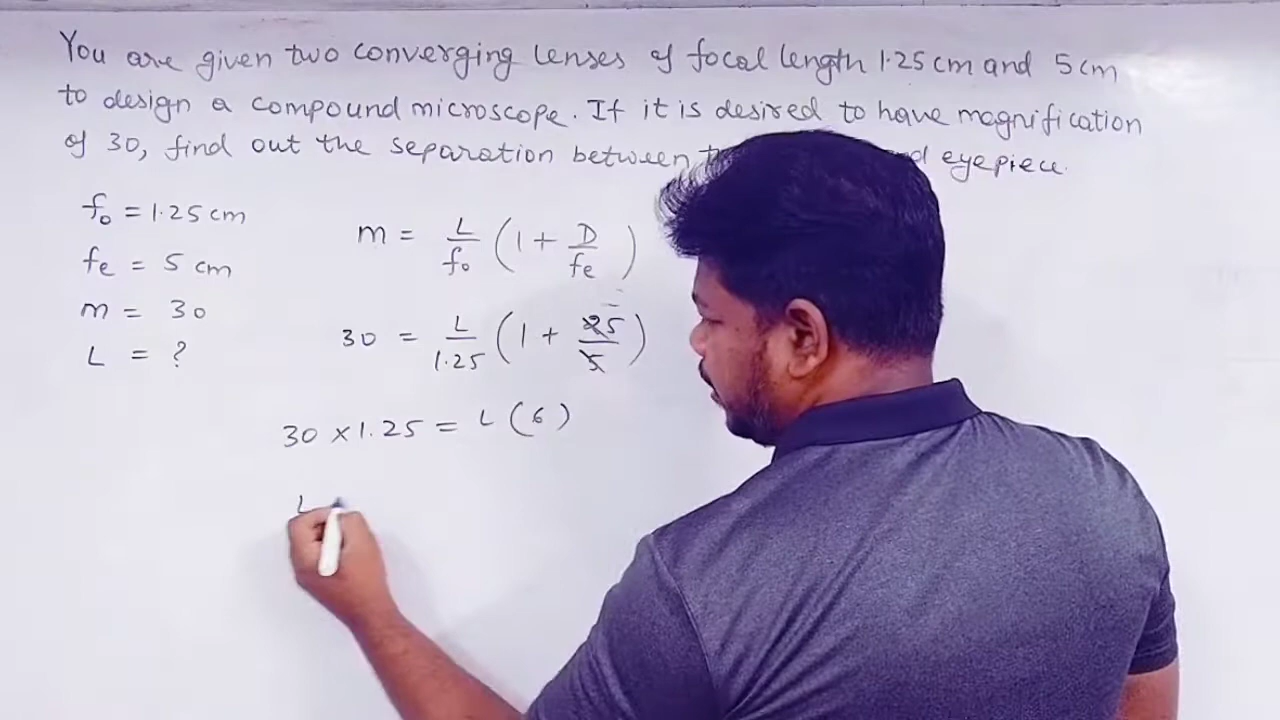 You are given two converging lenses of focal length 1.25 cm and 5 cm
to design a compound microscope. If it is desired to have magnification
of 30, find out the separation between eyepiece.
f₀ = 1.25 cm
fe = 5 cm
m = 30
L = ?
m = L/f₀ (1 + D/fe)
30 = L/1.25 (1 + 25/5)
30 × 1.25 = L (6)
L